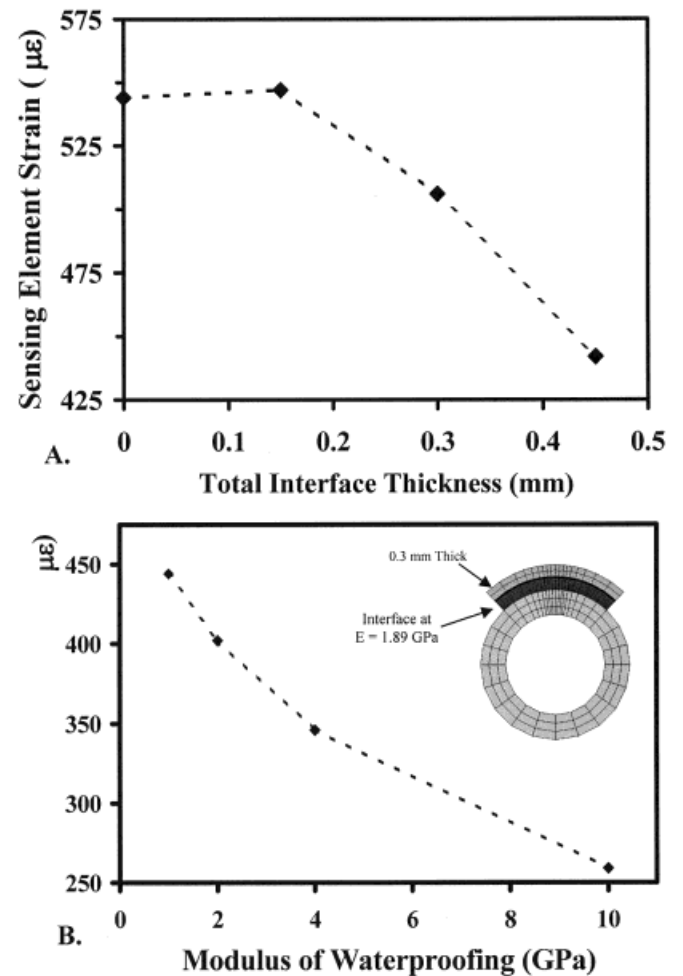 575
525
475
425
Sensing Element Strain ( με)
0 0.1 0.2 0.3 0.4 0.5
A.
Total Interface Thickness (mm)
με)
450
400
350
300
250
0.3 mm Thick
Interface at
E = 1.89 GPa
0 2 4 6 8 10
B.
Modulus of Waterproofing (GPa)